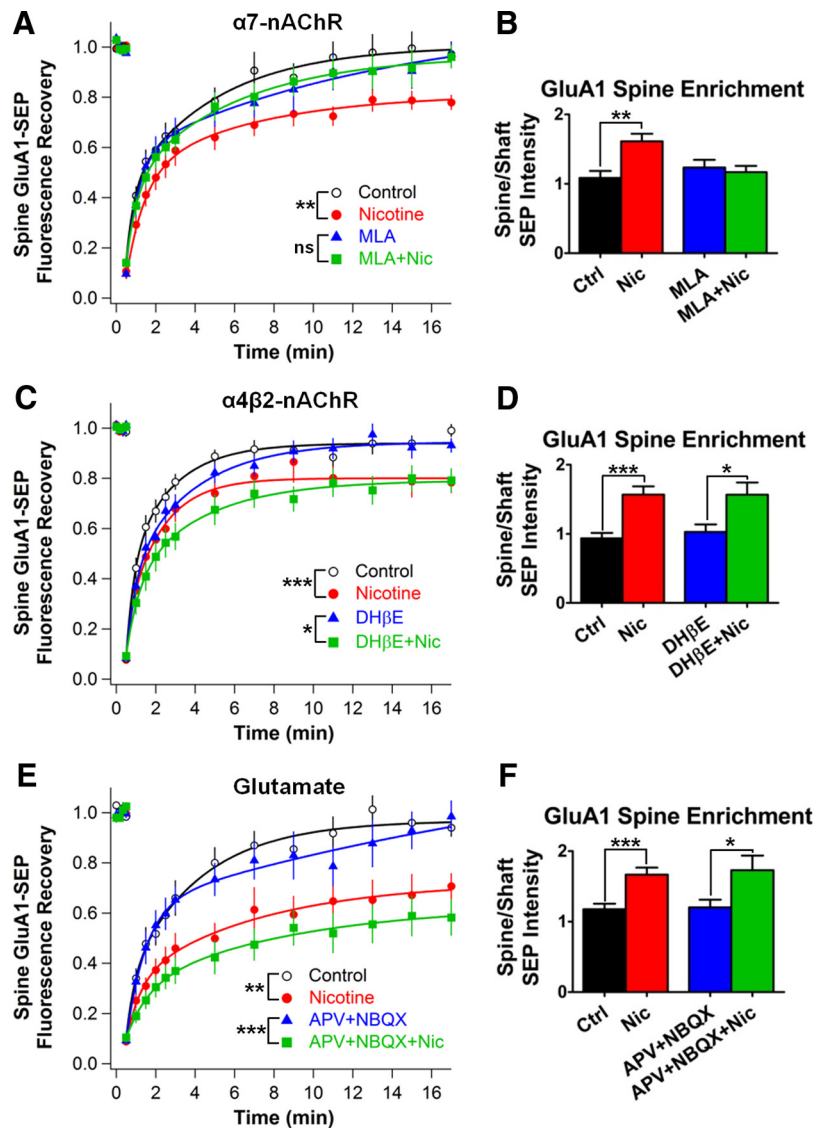 A
α7-nAChR
Spine GluA1-SEP
Fluorescence Recovery
1.0
0.8
0.6
0.4
0.2
0.0
** Control
Nicotine
ns MLA
MLA+Nic
0 2 4 6 8 10 12 14 16
Time (min)
B
GluA1 Spine Enrichment
Spine/Shaft
SEP Intensity
2
1
0
**
Ctrl
Nic
MLA
MLA+Nic
C
α4β2-nAChR
Spine GluA1-SEP
Fluorescence Recovery
1.0
0.8
0.6
0.4
0.2
0.0
*** Control
Nicotine
* DHβE
DHβE+Nic
0 2 4 6 8 10 12 14 16
Time (min)
D
GluA1 Spine Enrichment
Spine/Shaft
SEP Intensity
2
1
0
*** *
Ctrl
Nic
DHβE
DHβE+Nic
E
Glutamate
Spine GluA1-SEP
Fluorescence Recovery
1.0
0.8
0.6
0.4
0.2
0.0
** Control
Nicotine
*** APV+NBQX
APV+NBQX+Nic
0 2 4 6 8 10 12 14 16
Time (min)
F
GluA1 Spine Enrichment
Spine/Shaft
SEP Intensity
2
1
0
*** *
Ctrl
Nic
APV+NBQX
APV+NBQX+Nic